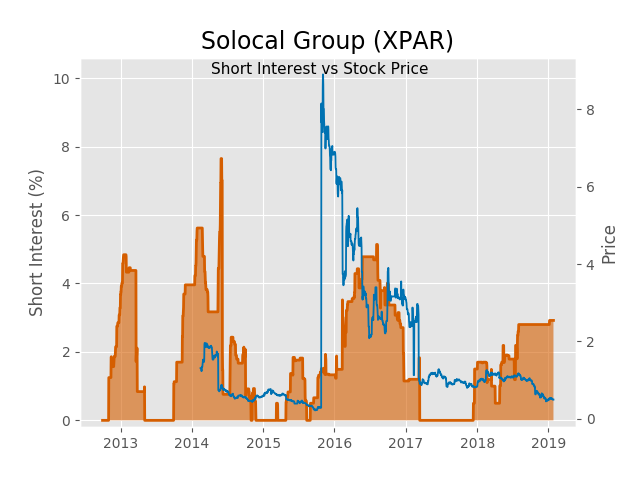 Solocal Group (XPAR)
Short Interest vs Stock Price
10
8
6
4
2
0
Short Interest (%)
8
6
4
2
0
Price
2013 2014 2015 2016 2017 2018 2019